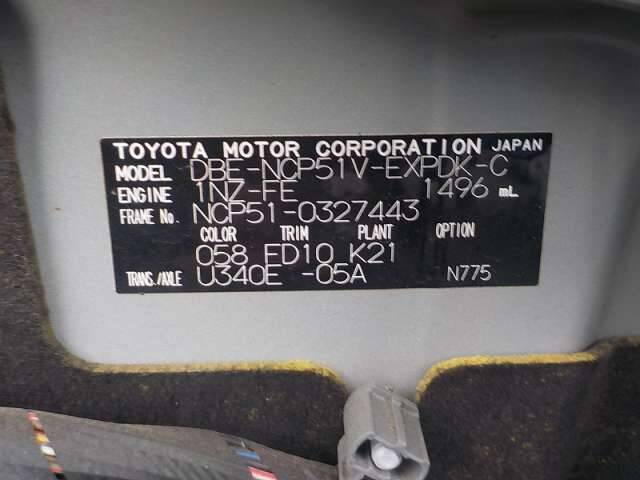 TOYOTA MOTOR CORPORATION JAPAN
MODEL DBE-NCP51V-EXPDK-C
ENGINE 1NZ-FE 1496 mL
FRAME No. NCP51-0327443
COLOR TRIM PLANT OPTION
058 FD10 K21
TRANS./AXLE U340E -05A N775